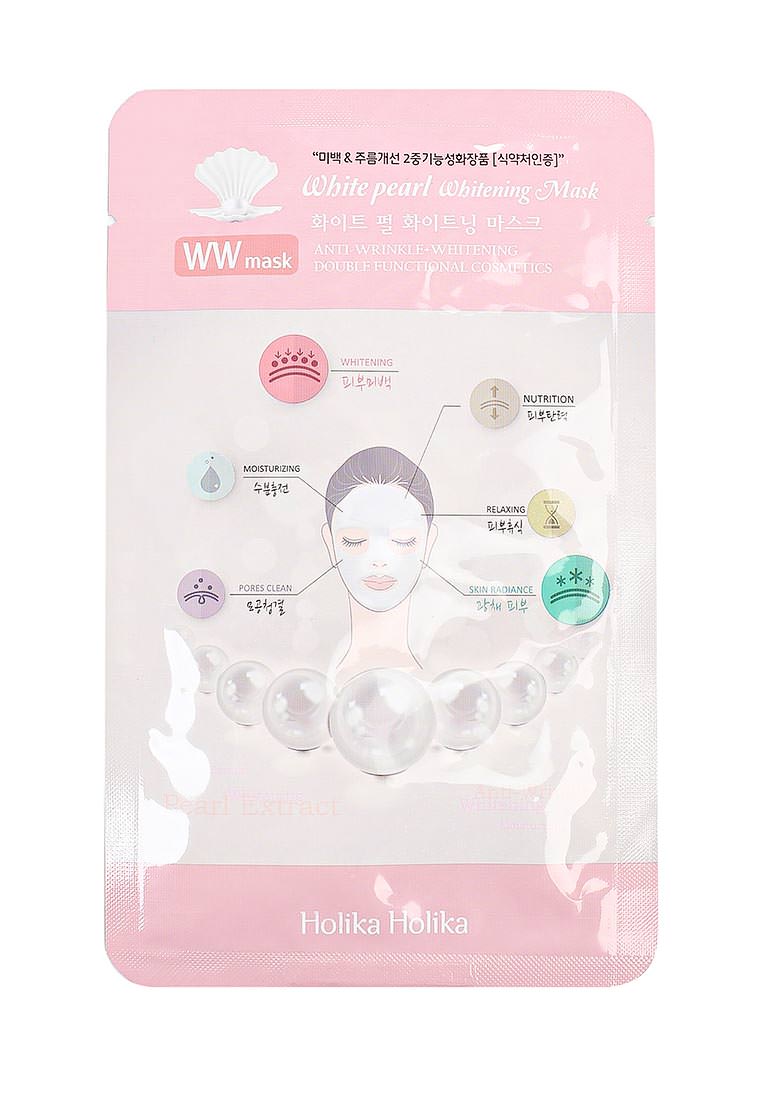 “미백 & 주름개선 2중기능성화장품 [식약처인증]”
White pearl Whitening Mask
화이트 펄 화이트닝 마스크
WW mask
ANTI-WRINKLE+WHITENING
DOUBLE FUNCTIONAL COSMETICS
WHITENING
피부미백
NUTRITION
피부탄력
MOISTURIZING
수분충전
RELAXING
피부휴식
PORES CLEAN
모공청결
SKIN RADIANCE
광채 피부
Pearl Extract
Holika Holika